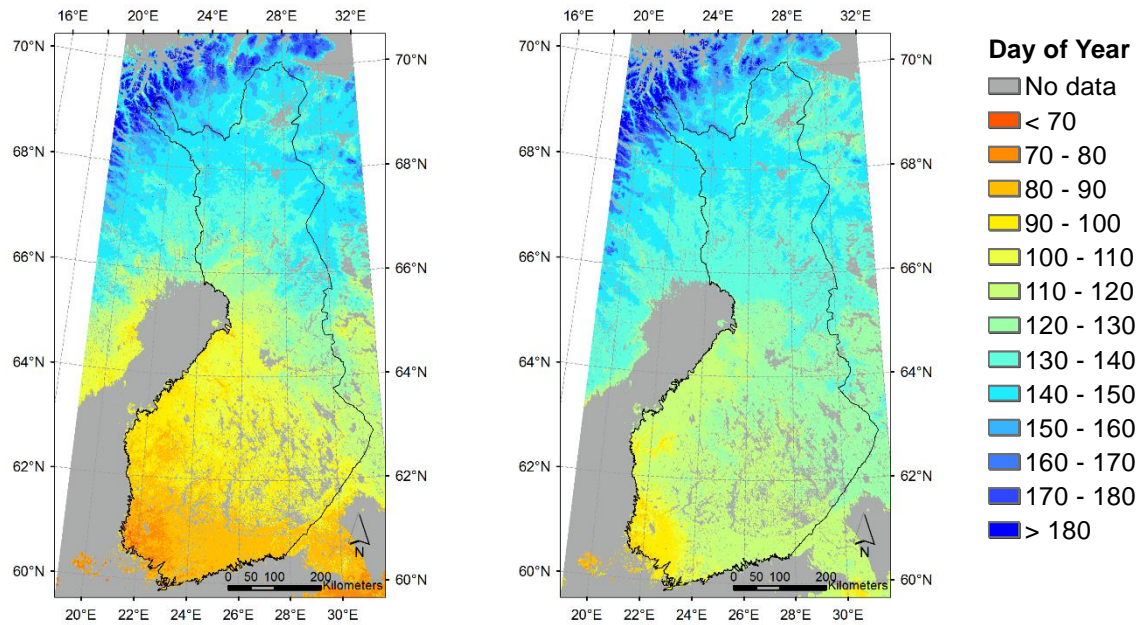 16°E 20°E 22°E 24°E 26°E 28°E 32°E
70°N 70°N
68°N 68°N
66°N 66°N
64°N 64°N
62°N 62°N
60°N 60°N
N
0 50 100 200
Kilometers
20°E 22°E 24°E 26°E 28°E 30°E
16°E 20°E 22°E 24°E 26°E 28°E 32°E
70°N 70°N
68°N 68°N
66°N 66°N
64°N 64°N
62°N 62°N
60°N 60°N
N
0 50 100 200
Kilometers
20°E 22°E 24°E 26°E 28°E 30°E
Day of Year
No data
< 70
70 - 80
80 - 90
90 - 100
100 - 110
110 - 120
120 - 130
130 - 140
140 - 150
150 - 160
160 - 170
170 - 180
> 180